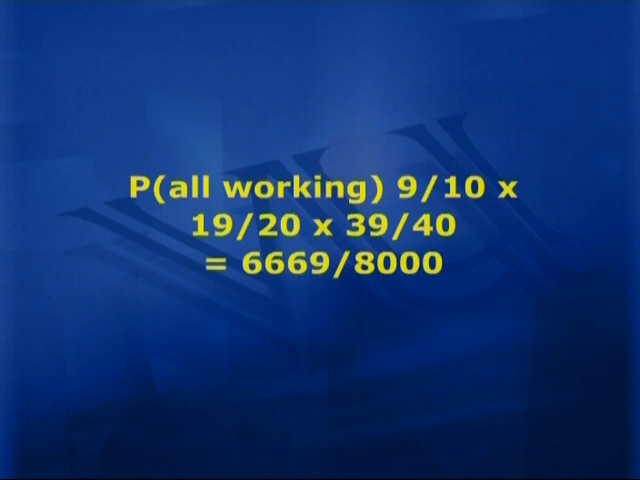 P(all working) 9/10 x
19/20 x 39/40
= 6669/8000